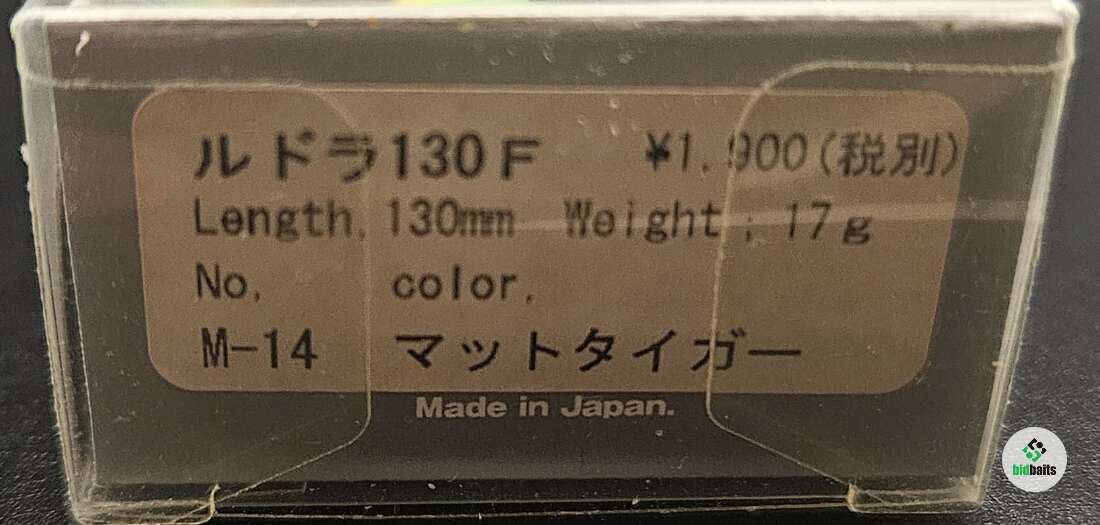 ルドラ130F ¥1.900(税別)
Length. 130mm Weight; 17g
No. color.
M-14 マットタイガー
Made in Japan.
bidbaits